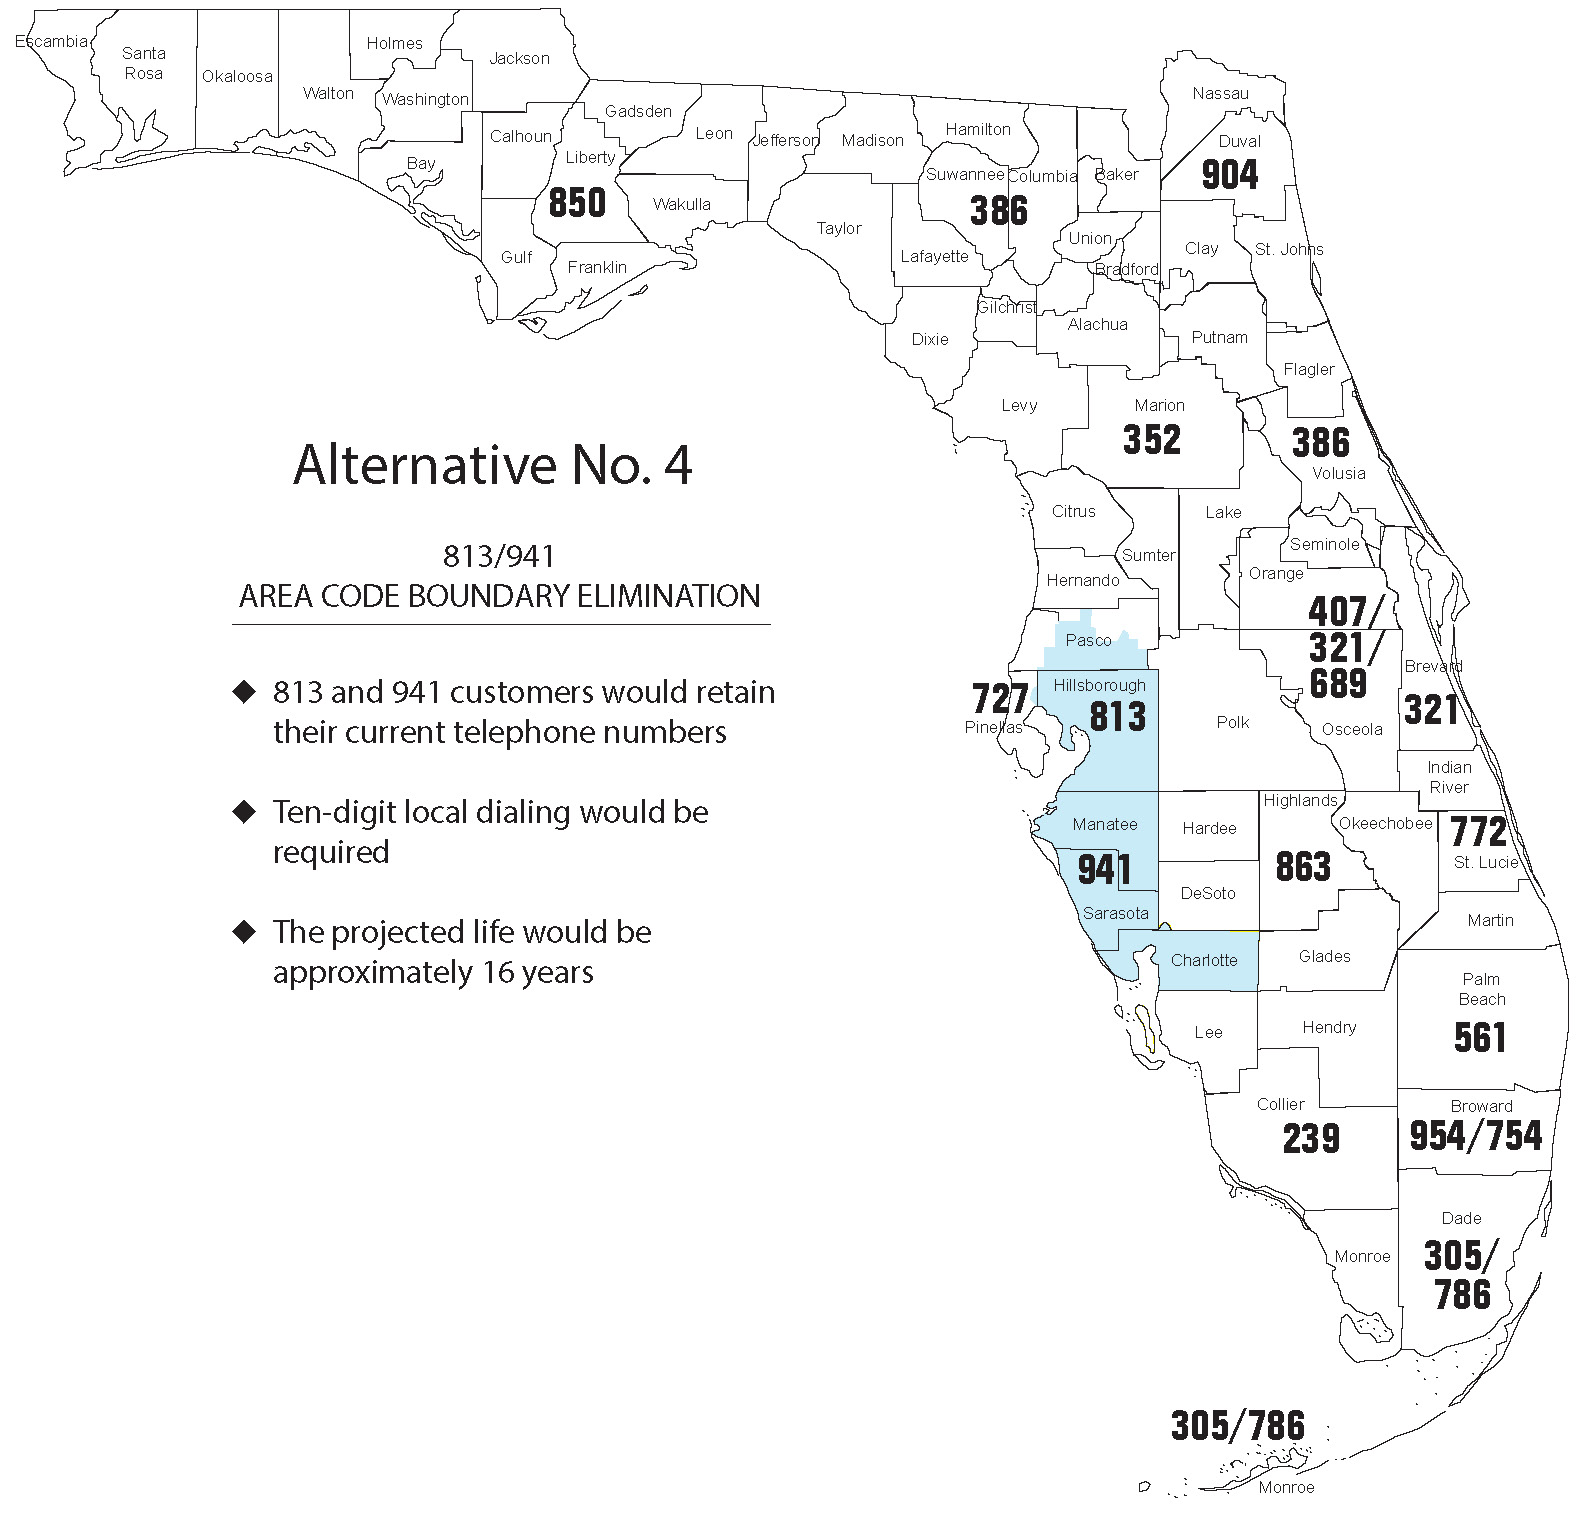 Escambia
Santa
Rosa
Okaloosa
Walton
Holmes
Washington
Jackson
Bay
Calhoun
Gulf
Liberty
850
Franklin
Gadsden
Leon
Wakulla
Jefferson
Madison
Taylor
Hamilton
Suwannee
Columbia
386
Lafayette
Dixie
Gilchrist
Baker
Union
Bradford
Alachua
Nassau
Duval
904
Clay
St. Johns
Putnam
Flagler
Levy
Marion
352
386
Volusia
Alternative No. 4
813/941
AREA CODE BOUNDARY ELIMINATION
◆ 813 and 941 customers would retain
their current telephone numbers
◆ Ten-digit local dialing would be
required
◆ The projected life would be
approximately 16 years
Citrus
Sumter
Lake
Hernando
Seminole
Orange
407/
321/
689
Pasco
Brevard
321
Hillsborough
813
727
Pinellas
Polk
Osceola
Indian
River
Manatee
941
Hardee
Highlands
863
Okeechobee
772
St. Lucie
DeSoto
Sarasota
Martin
Charlotte
Glades
Palm
Beach
561
Lee
Hendry
Collier
239
Broward
954/754
Dade
305/
786
Monroe
305/786
Monroe